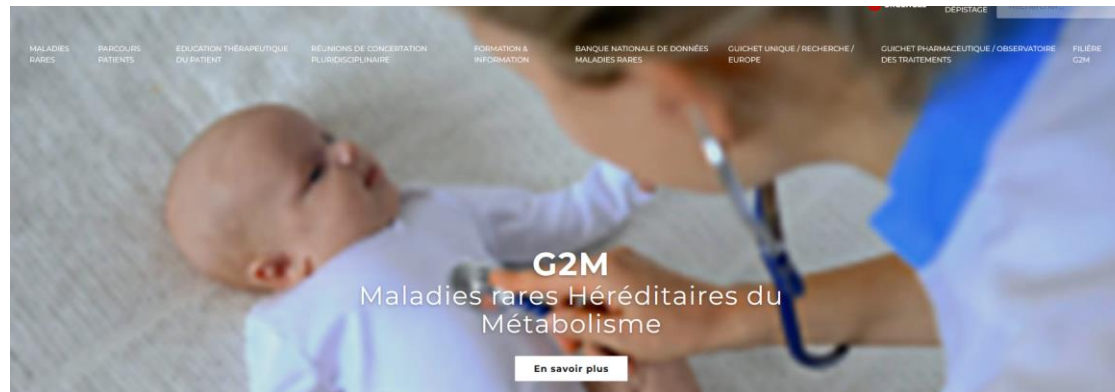 DÉPISTAGE
MALADIES
RARES
PARCOURS
PATIENTS
ÉDUCATION THÉRAPEUTIQUE
DU PATIENT
RÉUNIONS DE CONCERTATION
PLURIDISCIPLINAIRE
FORMATION &
INFORMATION
BANQUE NATIONALE DE DONNÉES
MALADIES RARES
GUICHET UNIQUE / RECHERCHE /
EUROPE
GUICHET PHARMACEUTIQUE / OBSERVATOIRE
DES TRAITEMENTS
FILIÈRE
G2M
G2M
Maladies rares Héréditaires du
Métabolisme
En savoir plus